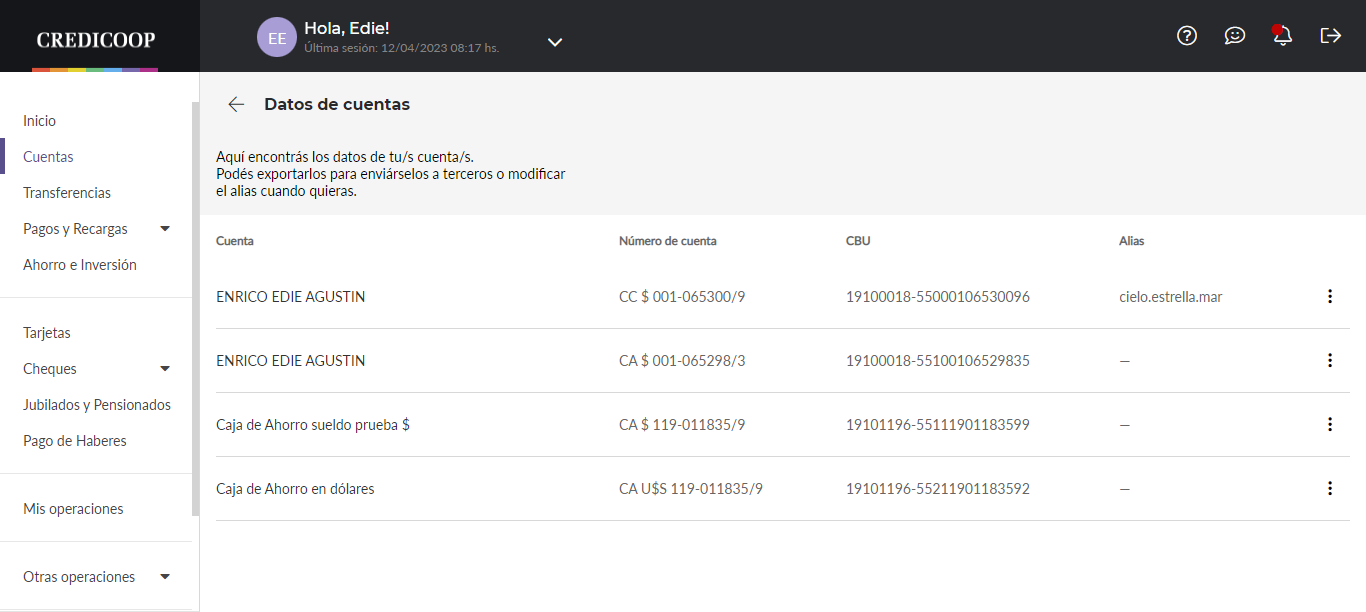 CREDICOOP
EE
Hola, Edie!
Última sesión: 12/04/2023 08:17 hs.
Inicio
Cuentas
Transferencias
Pagos y Recargas
Ahorro e Inversión
Tarjetas
Cheques
Jubilados y Pensionados
Pago de Haberes
Mis operaciones
Otras operaciones
Datos de cuentas
Aquí encontrás los datos de tu/s cuenta/s.
Podés exportarlos para enviárselos a terceros o modificar
el alias cuando quieras.
Cuenta Número de cuenta CBU Alias
ENRICO EDIE AGUSTIN CC $ 001-065300/9 19100018-55000106530096 cielo.estrella.mar
ENRICO EDIE AGUSTIN CA $ 001-065298/3 19100018-55100106529835 —
Caja de Ahorro sueldo prueba $ CA $ 119-011835/9 19101196-55111901183599 —
Caja de Ahorro en dólares CA U$S 119-011835/9 19101196-55211901183592 —